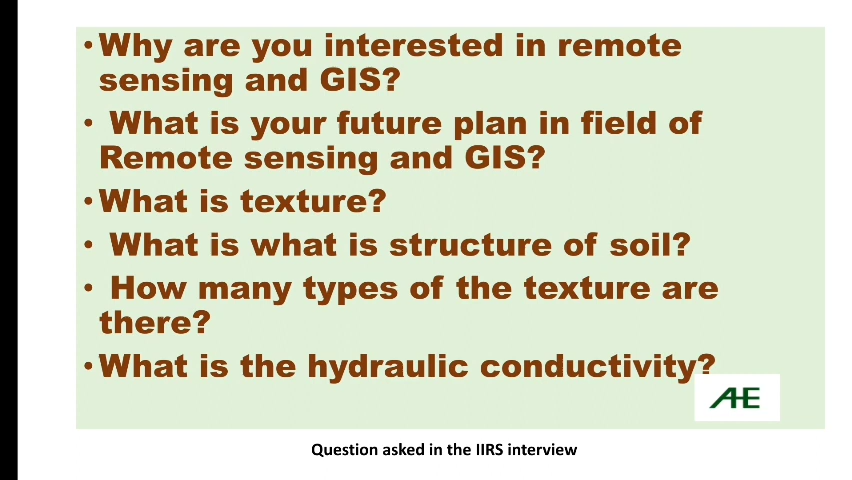 • Why are you interested in remote
sensing and GIS?
• What is your future plan in field of
Remote sensing and GIS?
• What is texture?
• What is what is structure of soil?
• How many types of the texture are
there?
• What is the hydraulic conductivity?
AHE
Question asked in the IIRS interview